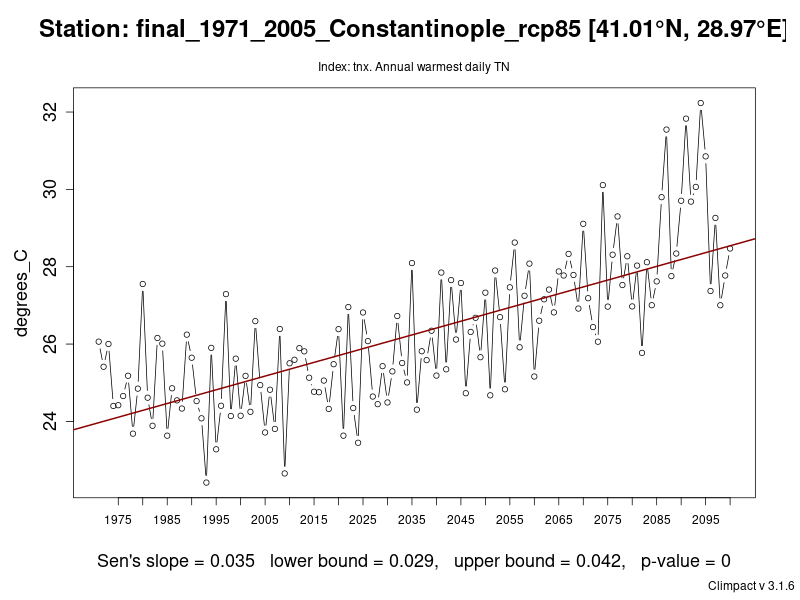 Station: final_1971_2005_Constantinople_rcp85 [41.01°N, 28.97°E]
Index: tnx. Annual warmest daily TN
degrees_C
32
30
28
26
24
1975 1985 1995 2005 2015 2025 2035 2045 2055 2065 2075 2085 2095
Sen's slope = 0.035 lower bound = 0.029, upper bound = 0.042, p-value = 0
Climpact v 3.1.6